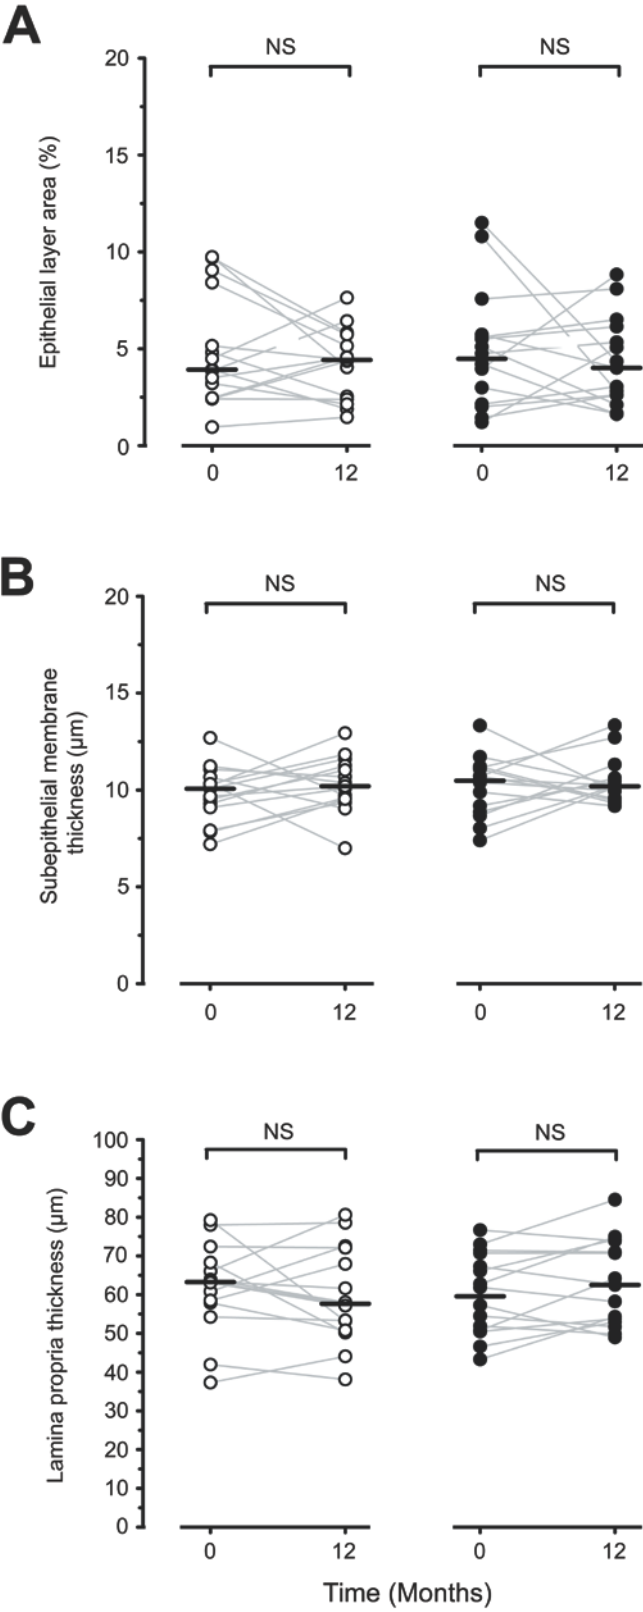 A
Epithelial layer area (%)
20
15
10
5
0
NS
NS
0
12
0
12
B
Subepithelial membrane
thickness (μm)
20
15
10
5
0
NS
NS
0
12
0
12
C
Lamina propria thickness (μm)
100
90
80
70
60
50
40
30
20
10
0
NS
NS
0
12
0
12
Time (Months)